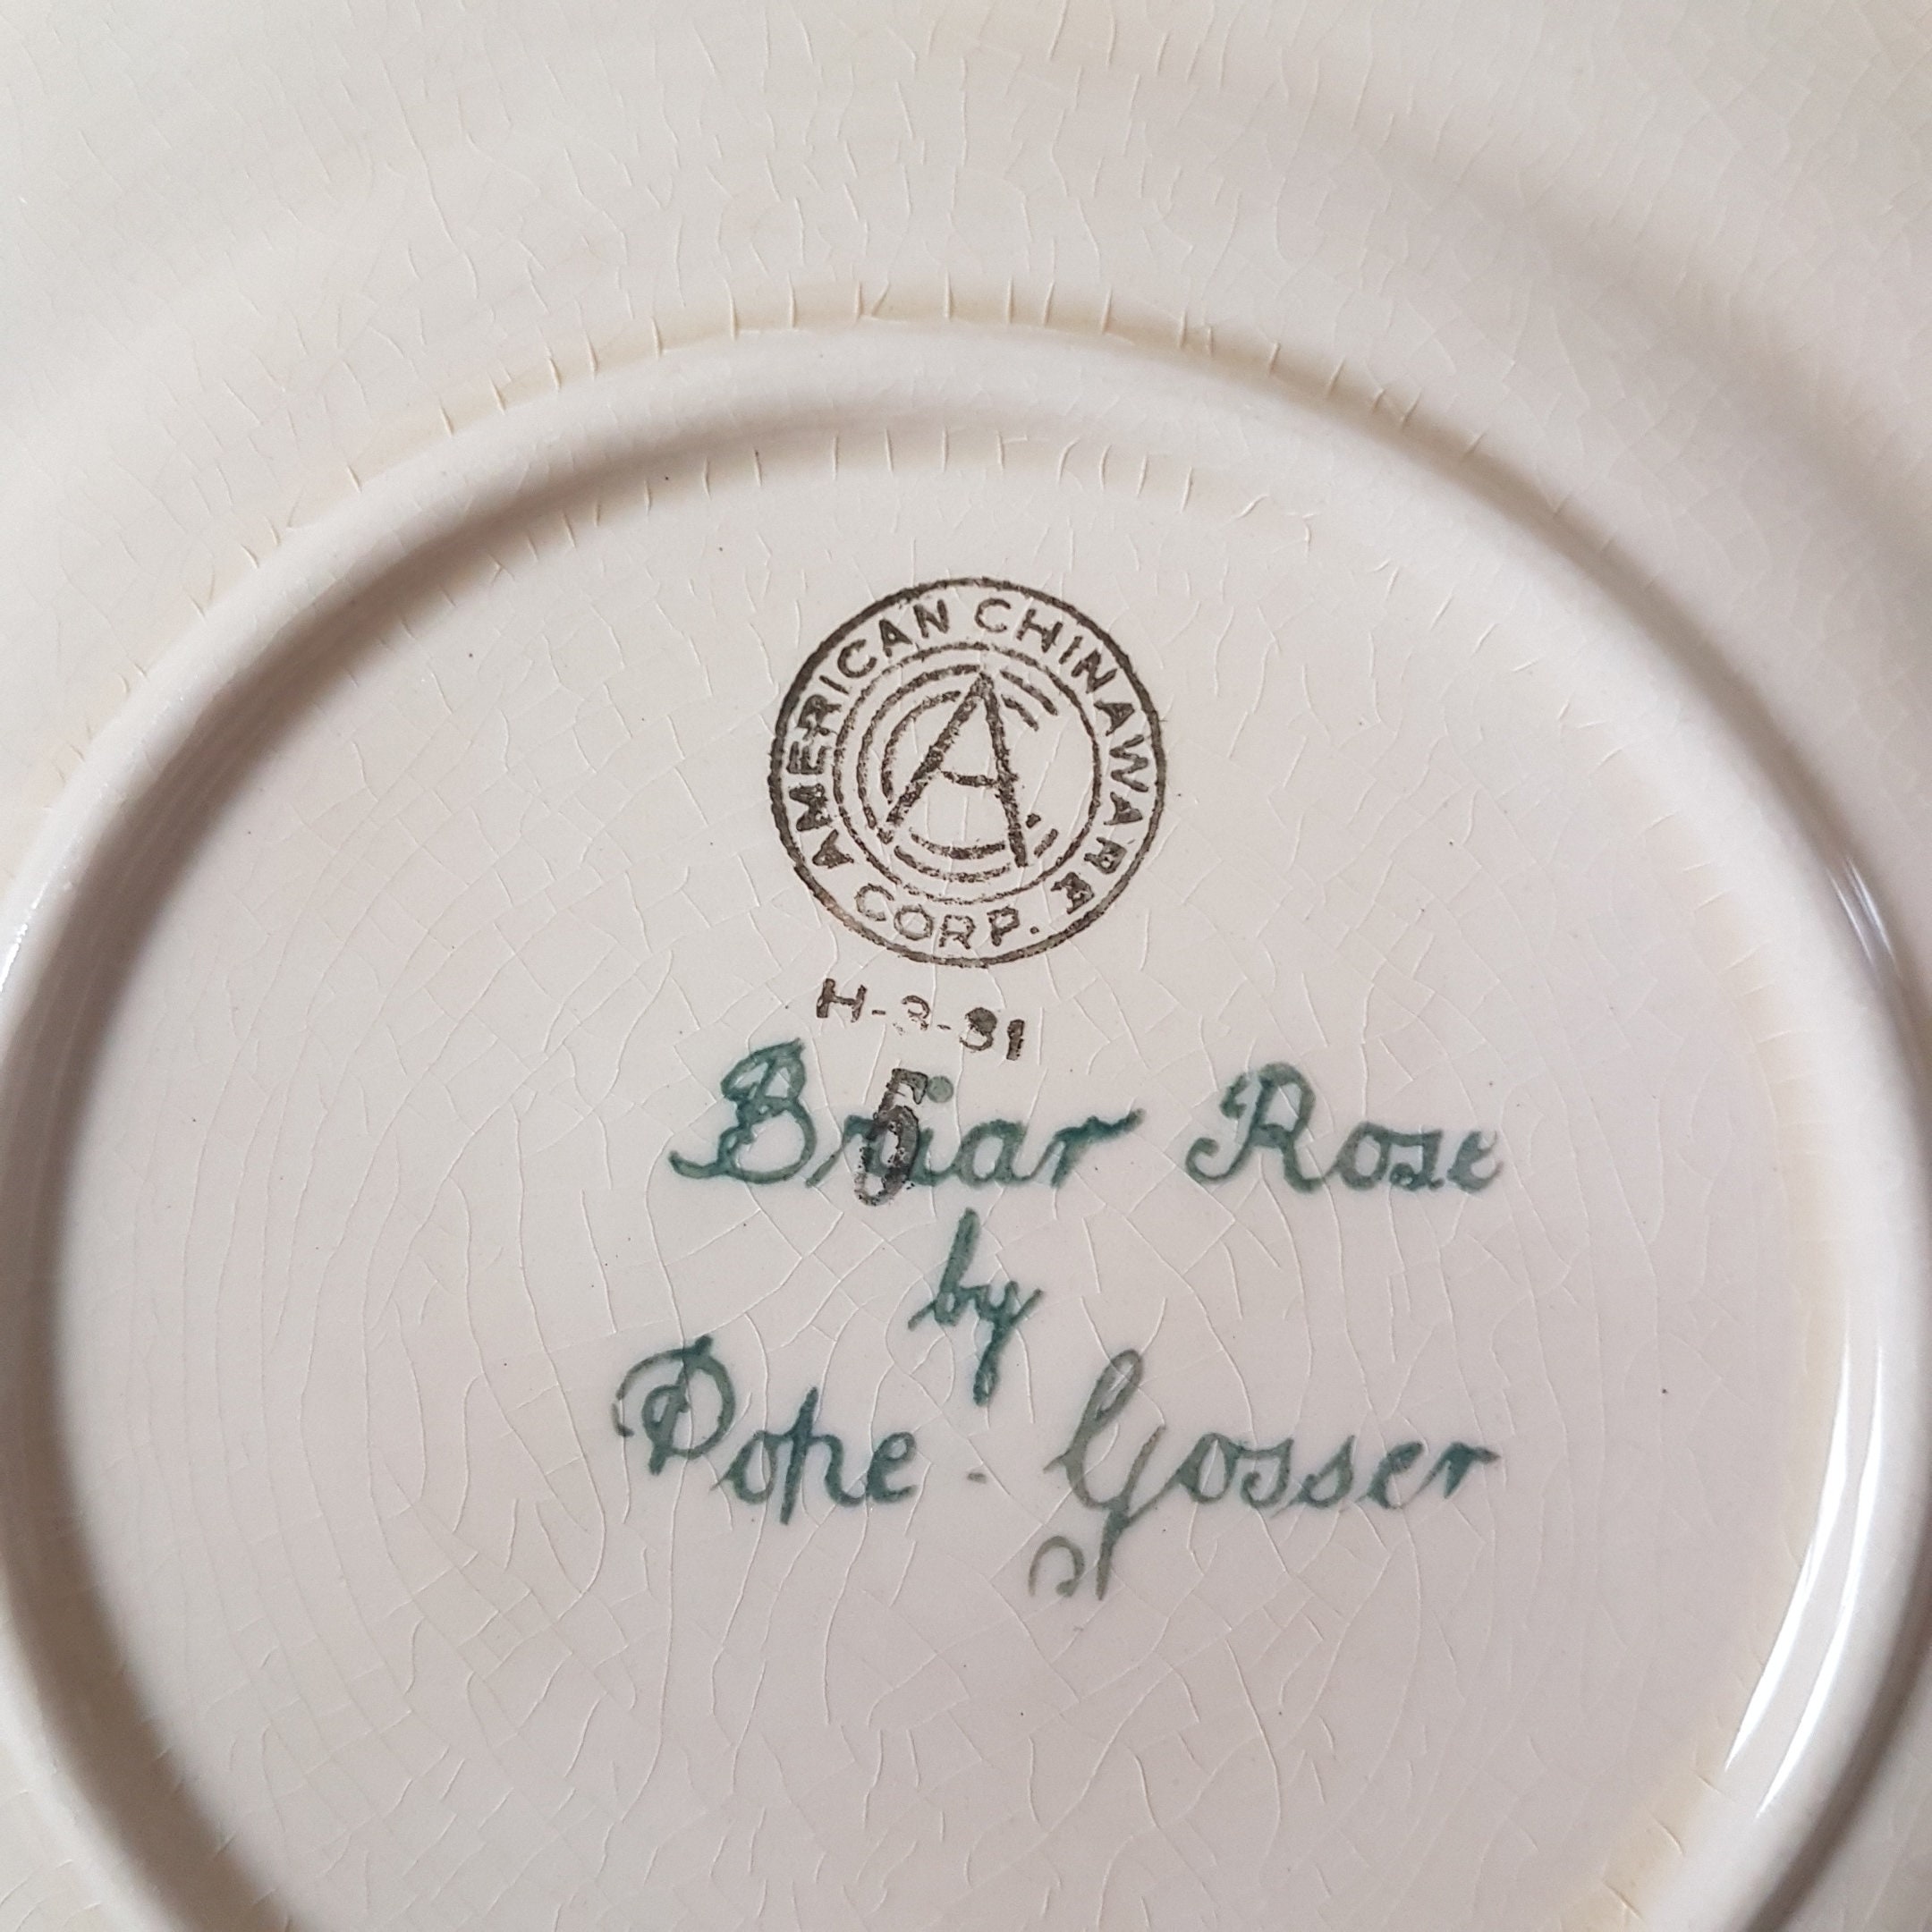 AMERICAN CHINAWARE CORP.
A
H-3-31
5
Briar Rose
by
Pope-Gosser